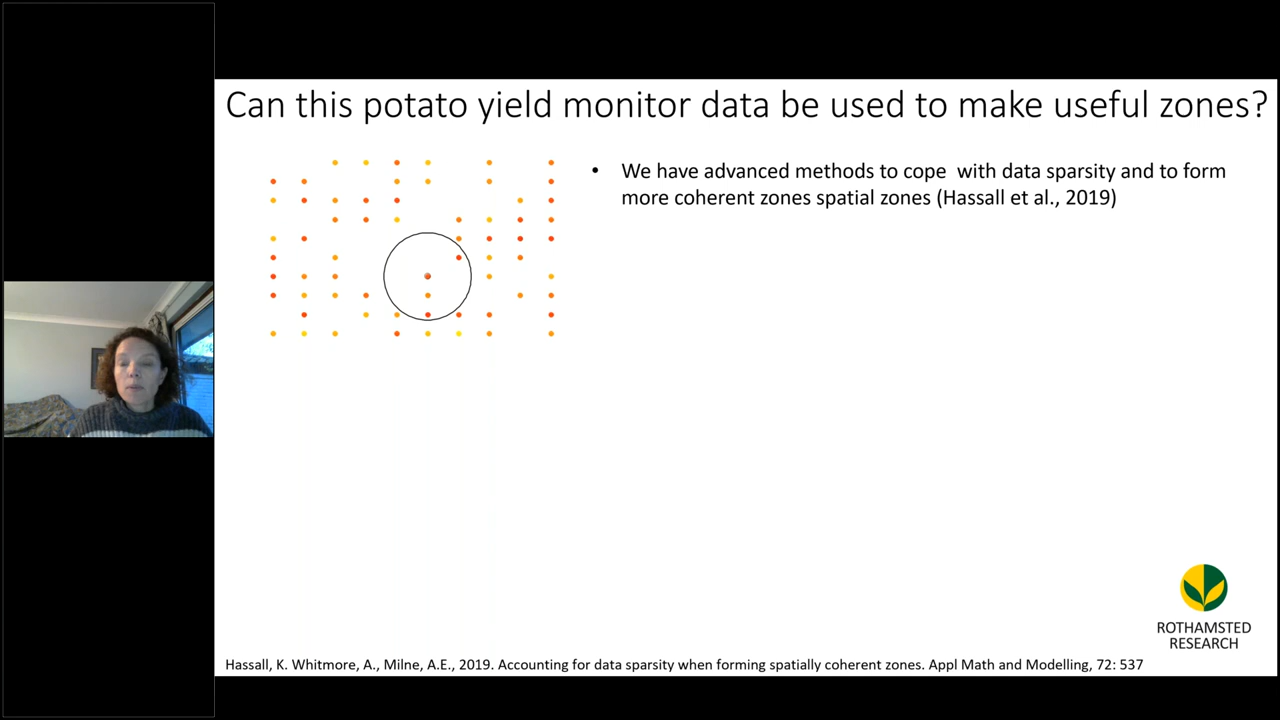 Can this potato yield monitor data be used to make useful zones?
• We have advanced methods to cope with data sparsity and to form
more coherent zones spatial zones (Hassall et al., 2019)
ROTHAMSTED
RESEARCH
Hassall, K. Whitmore, A., Milne, A.E., 2019. Accounting for data sparsity when forming spatially coherent zones. Appl Math and Modelling, 72: 537